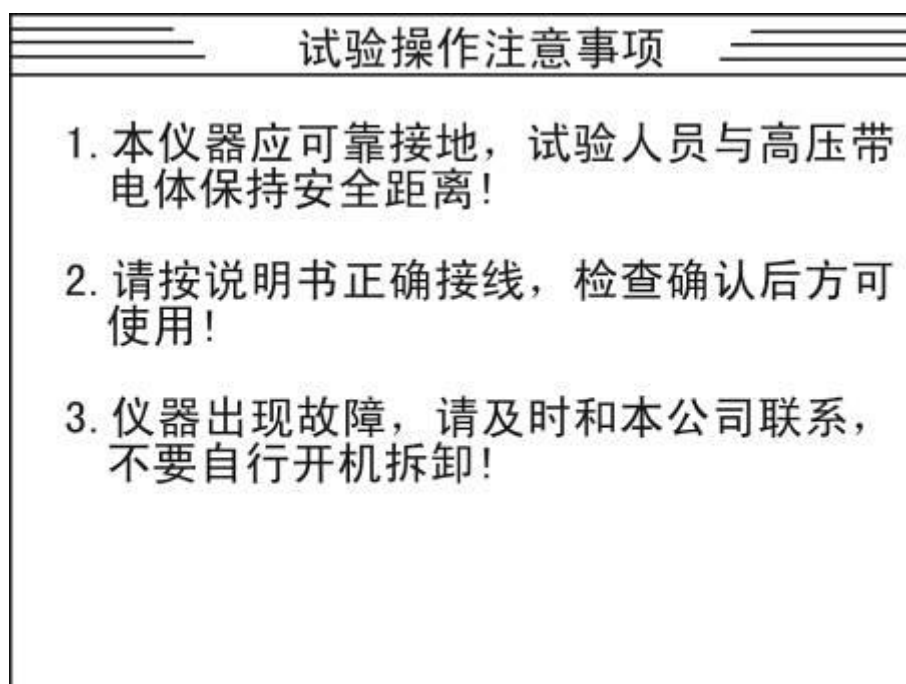 试验操作注意事项
1. 本仪器应可靠接地，试验人员与高压带
电体保持安全距离!
2. 请按说明书正确接线，检查确认后方可
使用!
3. 仪器出现故障，请及时和本公司联系，
不要自行开机拆卸!